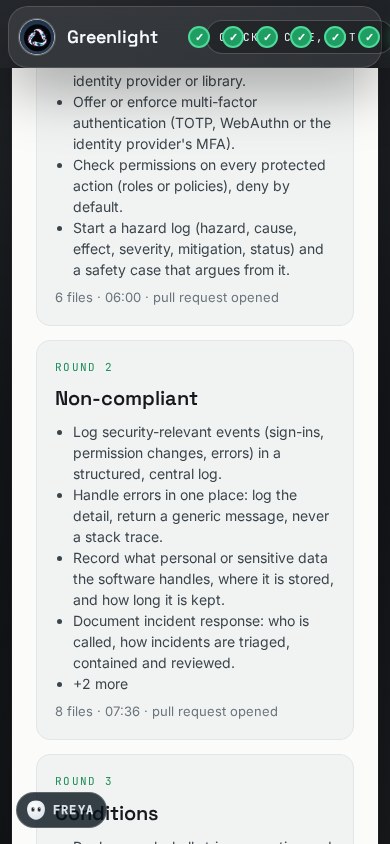 Greenlight
identity provider or library.
Offer or enforce multi-factor
authentication (TOTP, WebAuthn or the
identity provider's MFA).
Check permissions on every protected
action (roles or policies), deny by
default.
Start a hazard log (hazard, cause,
effect, severity, mitigation, status) and
a safety case that argues from it.
6 files · 06:00 · pull request opened
ROUND 2
Non-compliant
Log security-relevant events (sign-ins,
permission changes, errors) in a
structured, central log.
Handle errors in one place: log the
detail, return a generic message, never
a stack trace.
Record what personal or sensitive data
the software handles, where it is stored,
and how long it is kept.
Document incident response: who is
called, how incidents are triaged,
contained and reviewed.
+2 more
8 files · 07:36 · pull request opened
ROUND 3
FREYA